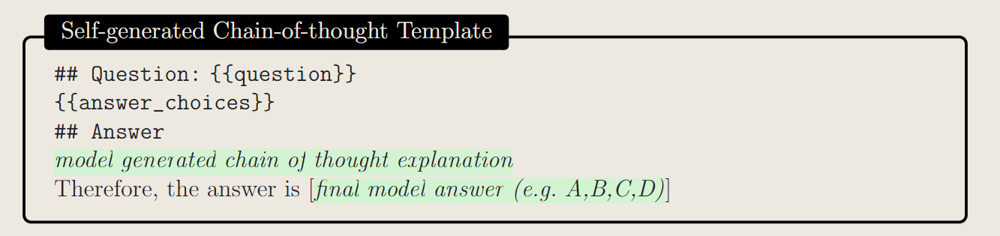 Self-generated Chain-of-thought Template
## Question: {{question}}
{{answer_choices}}
## Answer
model generated chain of thought explanation
Therefore, the answer is [final model answer (e.g. A,B,C,D)]